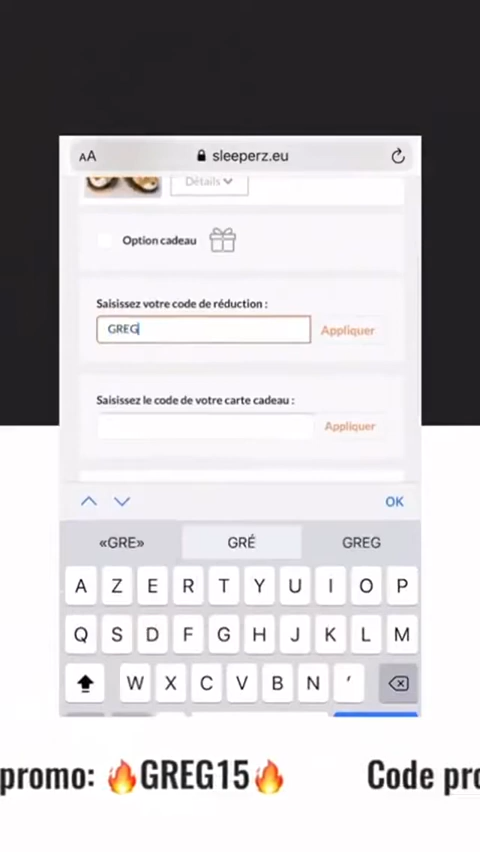 AA sleeperz.eu
Détails
Option cadeau
Saisissez votre code de réduction :
GREG Appliquer
Saisissez le code de votre carte cadeau :
Appliquer
OK
«GRE» GRÉ GREG
A Z E R T Y U I O P
Q S D F G H J K L M
W X C V B N ’
promo: 🔥GREG15🔥 Code pro